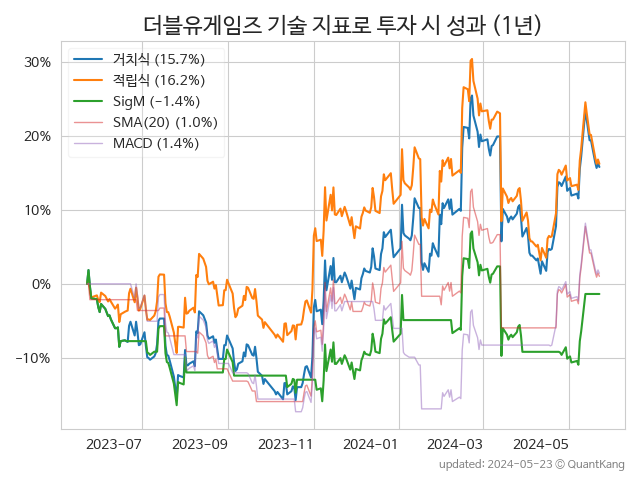 더블유게임즈 기술 지표로 투자 시 성과 (1년)
거치식 (15.7%)
적립식 (16.2%)
SigM (−1.4%)
SMA(20) (1.0%)
MACD (1.4%)
30%
20%
10%
0%
−10%
2023-07 2023-09 2023-11 2024-01 2024-03 2024-05
updated: 2024-05-23 ⓒ QuantKang